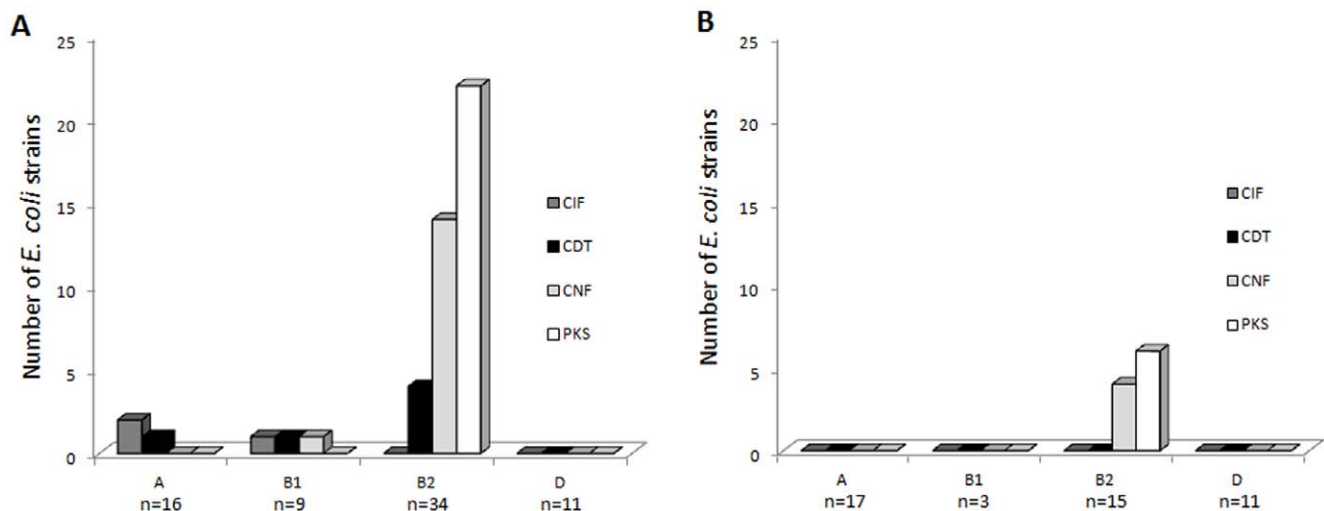 A
25
20
15
10
5
0
Number of E. coli strains
CIF
CDT
CNF
PKS
A B1 B2 D
n=16 n=9 n=34 n=11
B
25
20
15
10
5
0
Number of E. coli strains
CIF
CDT
CNF
PKS
A B1 B2 D
n=17 n=3 n=15 n=11